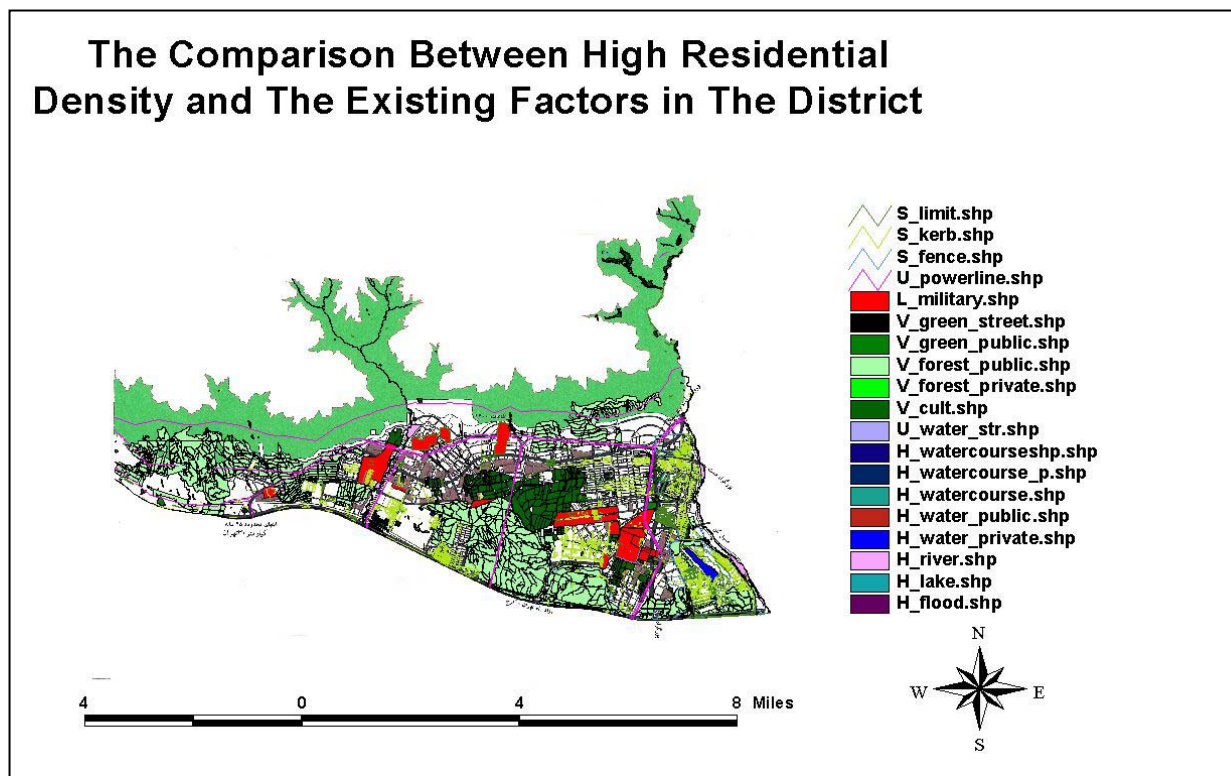 The Comparison Between High Residential
Density and The Existing Factors in The District
S_limit.shp
S_kerb.shp
S_fence.shp
U_powerline.shp
L_military.shp
V_green_street.shp
V_green_public.shp
V_forest_public.shp
V_forest_private.shp
V_cult.shp
U_water_str.shp
H_watercourseshp.shp
H_watercourse_p.shp
H_watercourse.shp
H_water_public.shp
H_water_private.shp
H_river.shp
H_lake.shp
H_flood.shp
N
W E
S
4 0 4 8 Miles